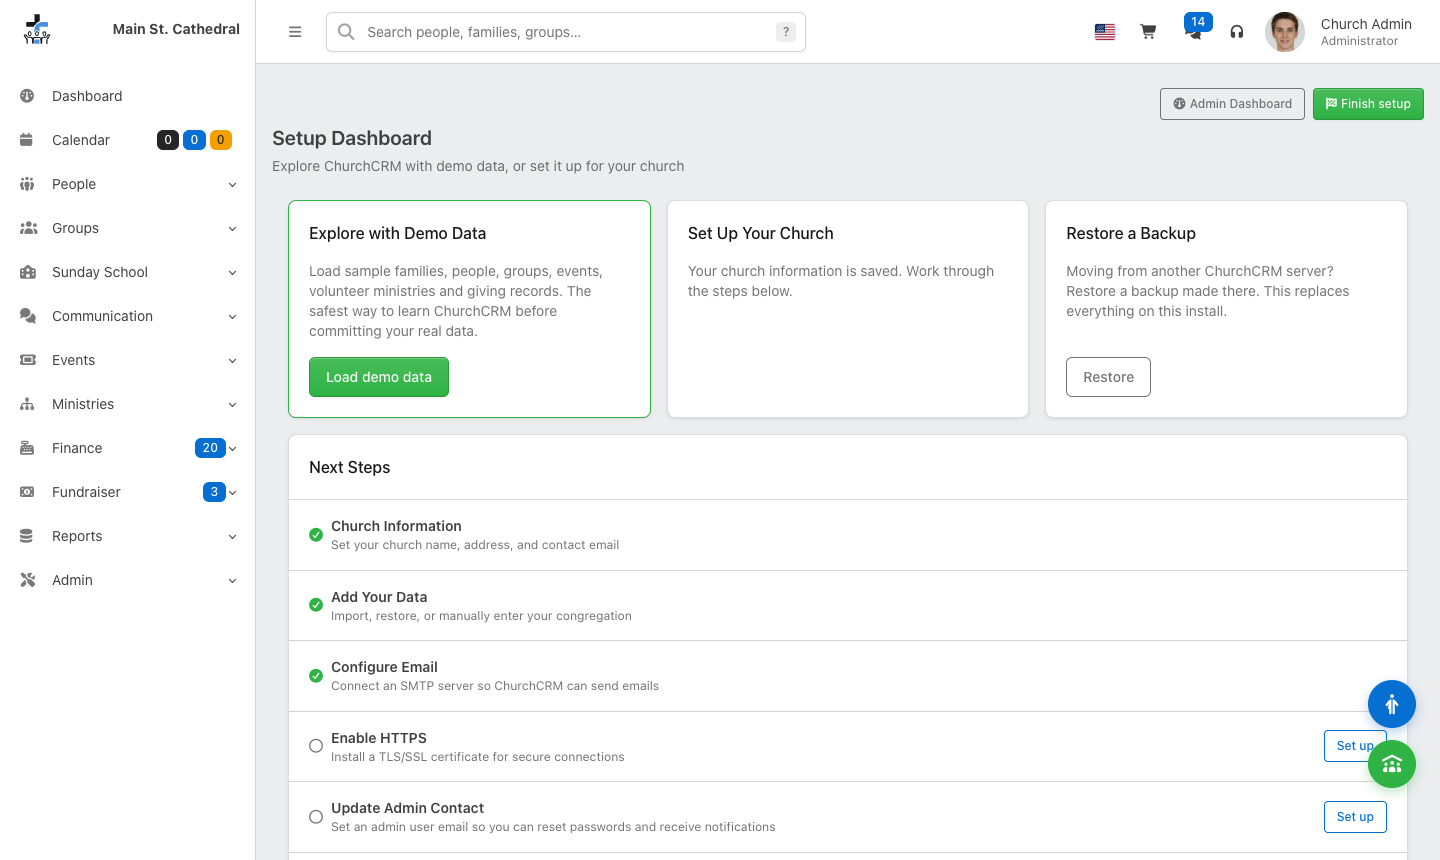 Main St. Cathedral
Search people, families, groups...
?
14
Church Admin
Administrator
Dashboard
Calendar
0
0
0
People
Groups
Sunday School
Communication
Events
Ministries
Finance
20
Fundraiser
3
Reports
Admin
Admin Dashboard
Finish setup
Setup Dashboard
Explore ChurchCRM with demo data, or set it up for your church
Explore with Demo Data
Load sample families, people, groups, events,
volunteer ministries and giving records. The
safest way to learn ChurchCRM before
committing your real data.
Load demo data
Set Up Your Church
Your church information is saved. Work through
the steps below.
Restore a Backup
Moving from another ChurchCRM server?
Restore a backup made there. This replaces
everything on this install.
Restore
Next Steps
Church Information
Set your church name, address, and contact email
Add Your Data
Import, restore, or manually enter your congregation
Configure Email
Connect an SMTP server so ChurchCRM can send emails
Enable HTTPS
Install a TLS/SSL certificate for secure connections
Set up
Update Admin Contact
Set an admin user email so you can reset passwords and receive notifications
Set up